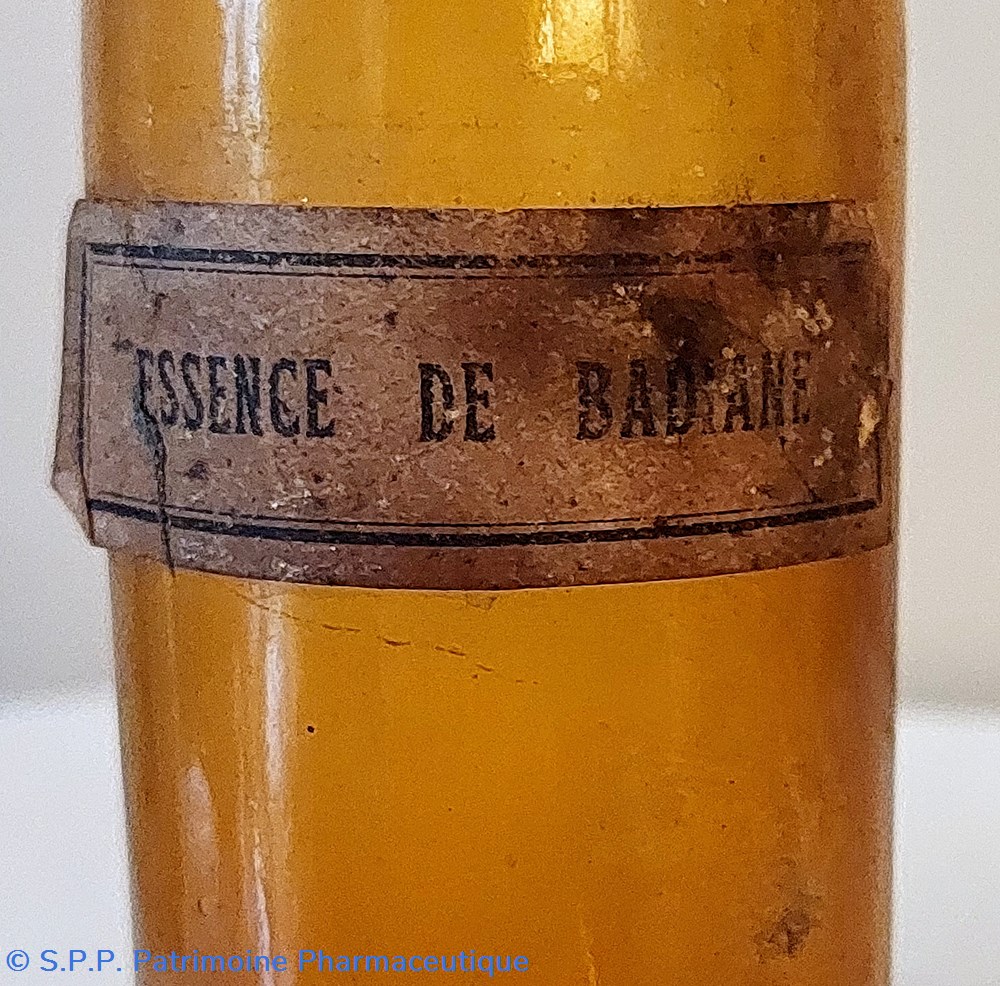 ESSENCE DE BADIANE
© S.P.P. Patrimoine Pharmaceutique